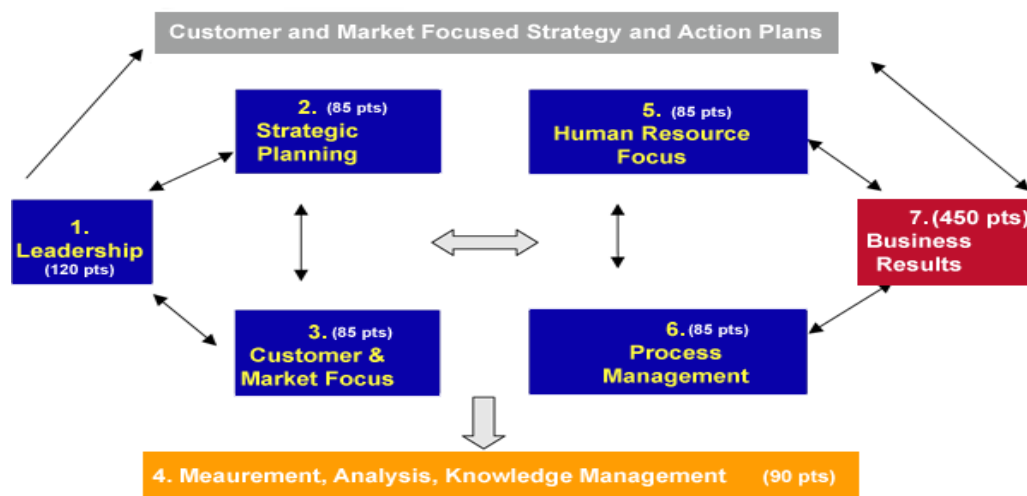 Customer and Market Focused Strategy and Action Plans
2. (85 pts)
Strategic
Planning
5. (85 pts)
Human Resource
Focus
1.
Leadership
(120 pts)
7. (450 pts)
Business
Results
3. (85 pts)
Customer &
Market Focus
6. (85 pts)
Process
Management
4. Meaurement, Analysis, Knowledge Management (90 pts)